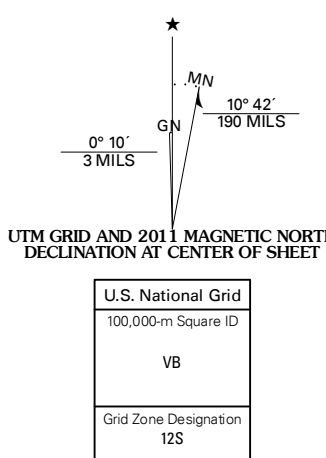 MN
GN
10° 42´
190 MILS
0° 10´
3 MILS
UTM GRID AND 2011 MAGNETIC NORTH
DECLINATION AT CENTER OF SHEET
U.S. National Grid
100,000-m Square ID
VB
Grid Zone Designation
12S